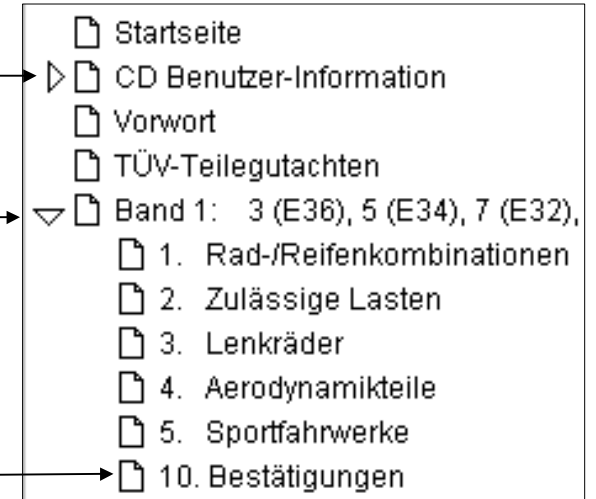 Startseite
CD Benutzer-Information
Vorwort
TÜV-Teilegutachten
Band 1: 3 (E36), 5 (E34), 7 (E32),
1. Rad-/Reifenkombinationen
2. Zulässige Lasten
3. Lenkräder
4. Aerodynamikteile
5. Sportfahrwerke
10. Bestätigungen